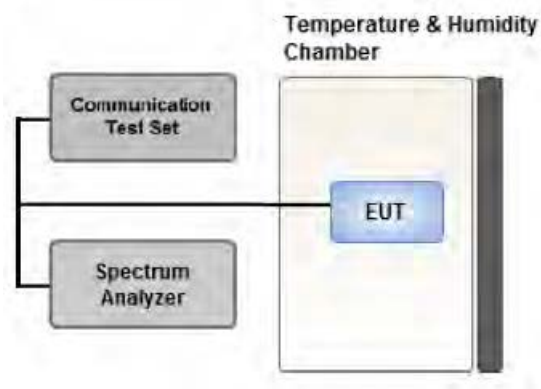 Temperature & Humidity
Chamber
Communication
Test Set
EUT
Spectrum
Analyzer